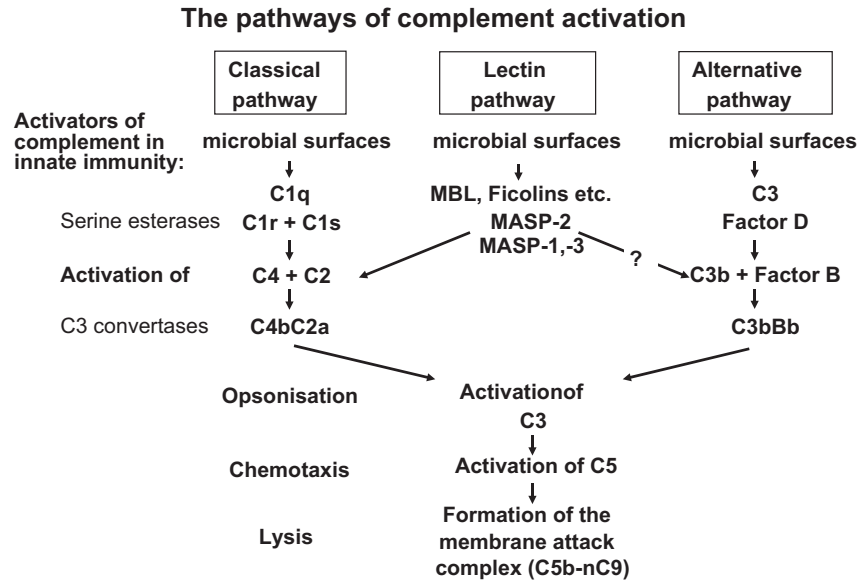 The pathways of complement activation
Classical
pathway
Lectin
pathway
Alternative
pathway
Activators of
complement in
innate immunity:
microbial surfaces
microbial surfaces
microbial surfaces
C1q
MBL, Ficolins etc.
C3
Serine esterases
C1r + C1s
MASP-2
Factor D
MASP-1,-3
?
Activation of
C4 + C2
C3b + Factor B
C3 convertases
C4bC2a
C3bBb
Opsonisation
Activationof
C3
Chemotaxis
Activation of C5
Lysis
Formation of the
membrane attack
complex (C5b-nC9)